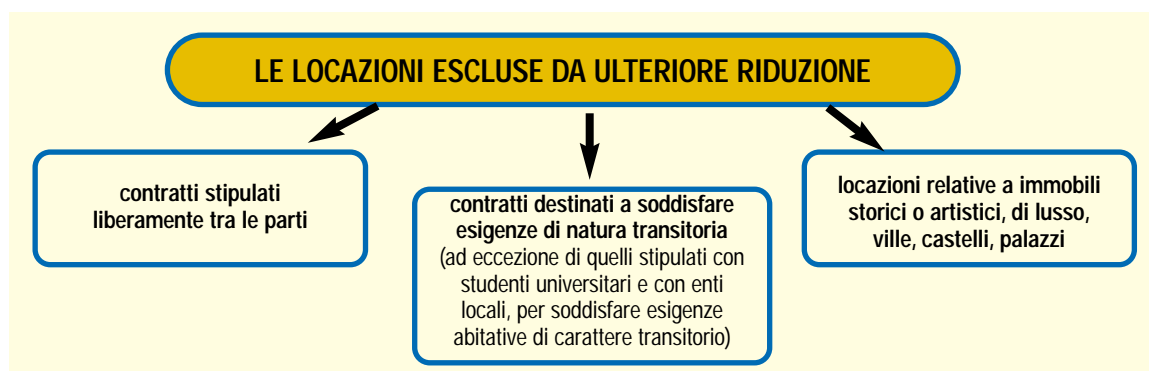 LE LOCAZIONI ESCLUSE DA ULTERIORE RIDUZIONE
contratti stipulati
liberamente tra le parti
contratti destinati a soddisfare
esigenze di natura transitoria
(ad eccezione di quelli stipulati con
studenti universitari e con enti
locali, per soddisfare esigenze
abitative di carattere transitorio)
locazioni relative a immobili
storici o artistici, di lusso,
ville, castelli, palazzi